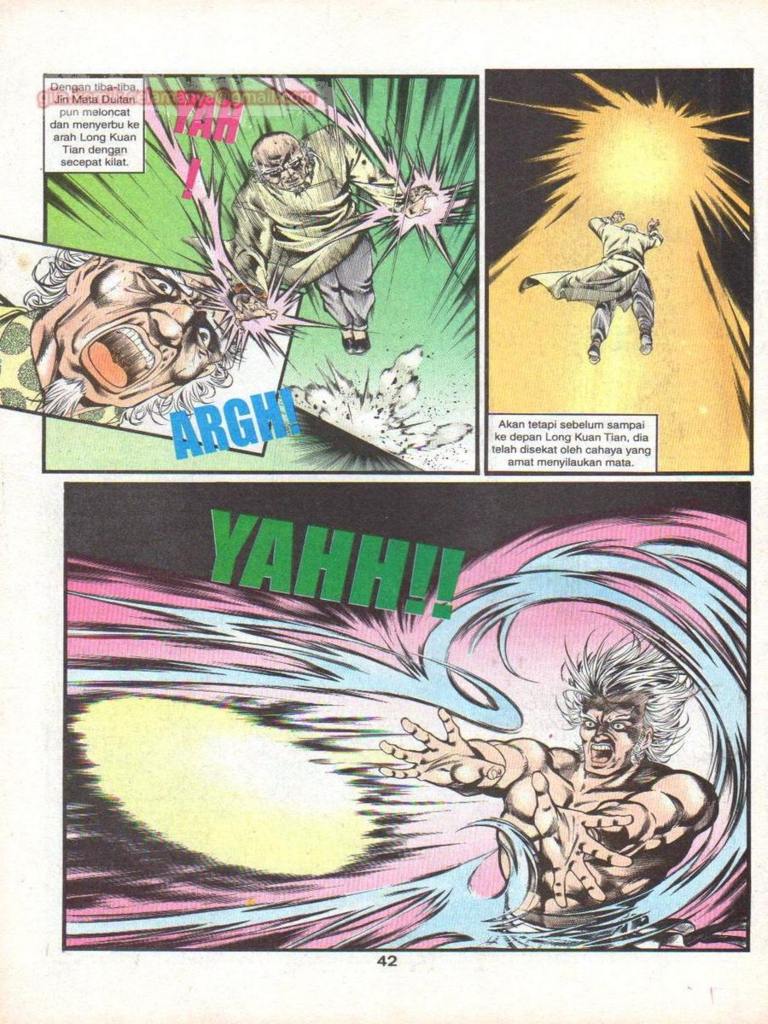 Dengan tiba-tiba,
Jin Mata Duitan
pun meloncat
dan menyerbu ke
arah Long Kuan
Tian dengan
secepat kilat.
YAH
!
ARGH!
Akan tetapi sebelum sampai
ke depan Long Kuan Tian, dia
telah disekat oleh cahaya yang
amat menyilaukan mata.
YAHH!!
42